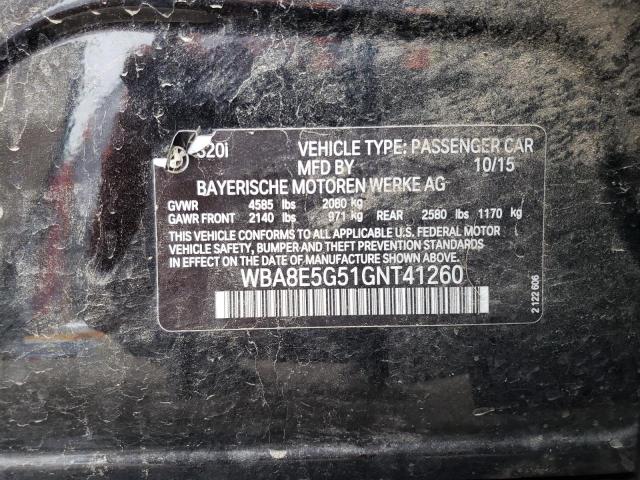 320i VEHICLE TYPE: PASSENGER CAR
MFD BY 10/15
BAYERISCHE MOTOREN WERKE AG
GVWR 4585 lbs 2080 kg
GAWR FRONT 2140 lbs 971 kg REAR 2580 lbs 1170 kg
THIS VEHICLE CONFORMS TO ALL APPLICABLE U.S. FEDERAL MOTOR
VEHICLE SAFETY, BUMPER AND THEFT PREVENTION STANDARDS IN
EFFECT ON THE DATE OF MANUFACTURE SHOWN ABOVE.
WBA8E5G51GNT41260
2 122 606